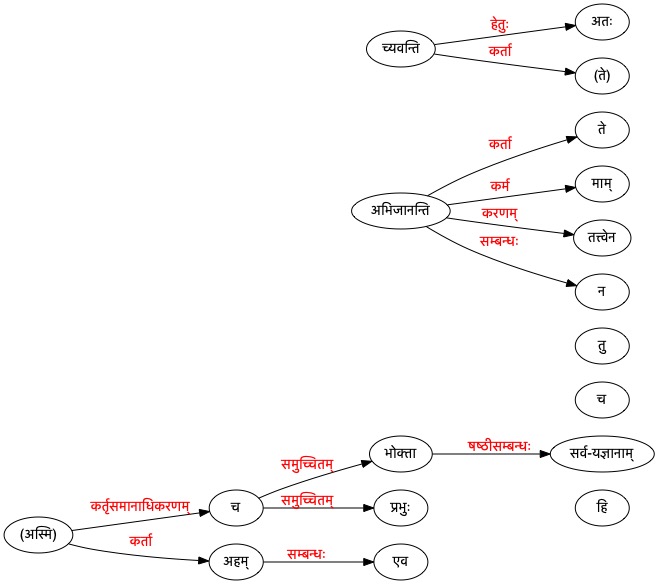 हेतुः
अतः
च्यवन्ति
कर्ता
(ते)
कर्ता
ते
कर्म
माम्
अभिजानन्ति
करणम्
तत्त्वेन
सम्बन्धः
न
तु
च
समुच्चितम्
भोक्ता
षष्ठीसम्बन्धः
सर्व-यज्ञानाम्
कर्तृसमानाधिकरणम्
च
समुच्चितम्
प्रभुः
हि
(अस्मि)
कर्ता
अहम्
सम्बन्धः
एव